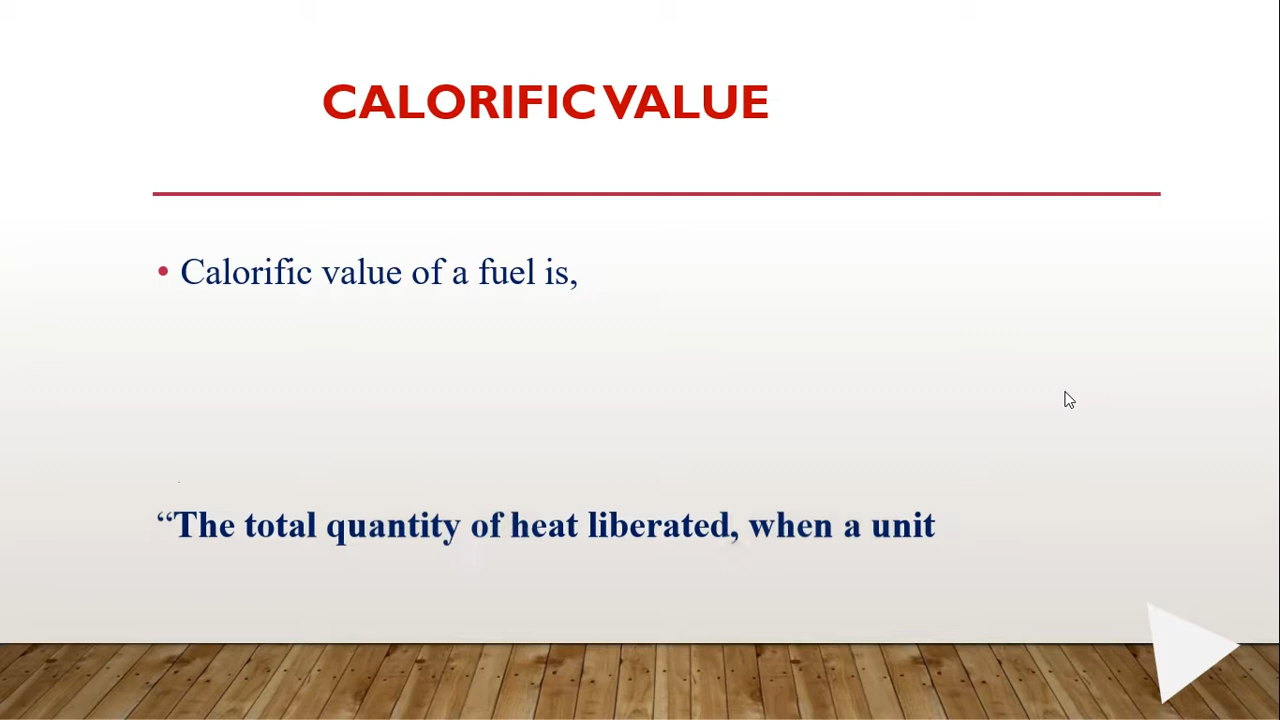 CALORIFIC VALUE
• Calorific value of a fuel is,
“The total quantity of heat liberated, when a unit